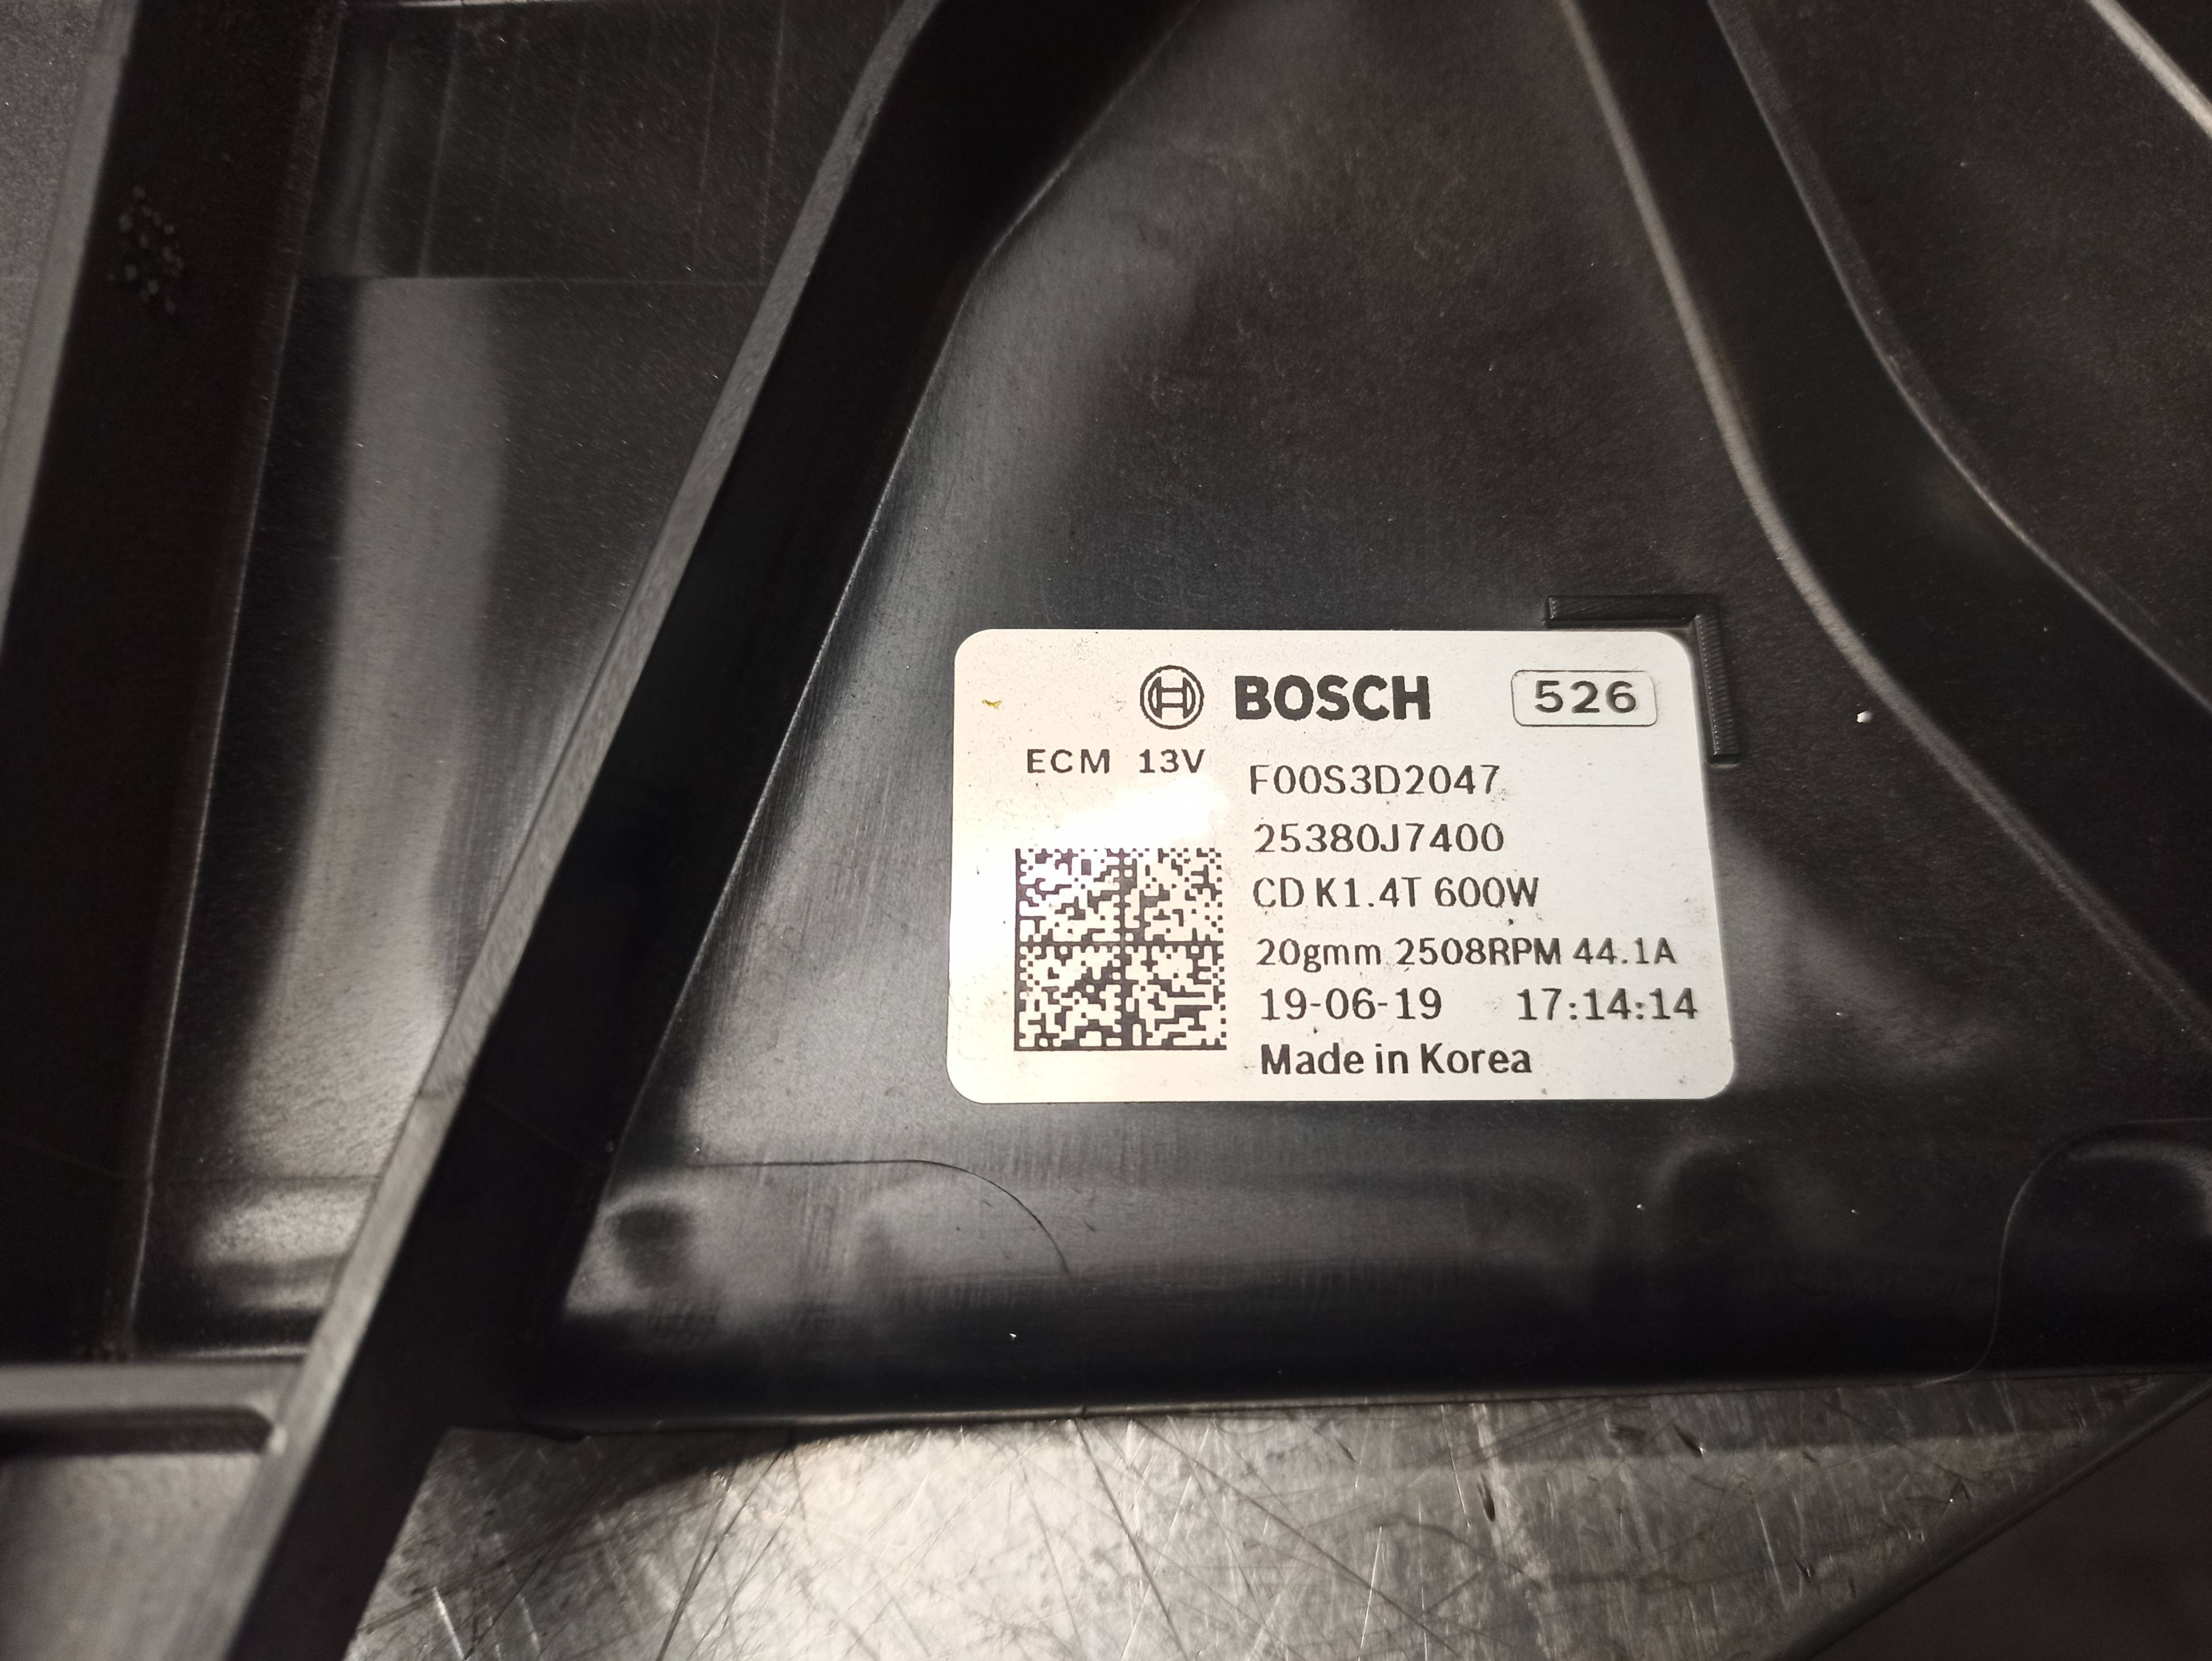 BOSCH 526
ECM 13V
F00S3D2047
25380J7400
CD K1.4T 600W
20gmm 2508RPM 44.1A
19-06-19 17:14:14
Made in Korea